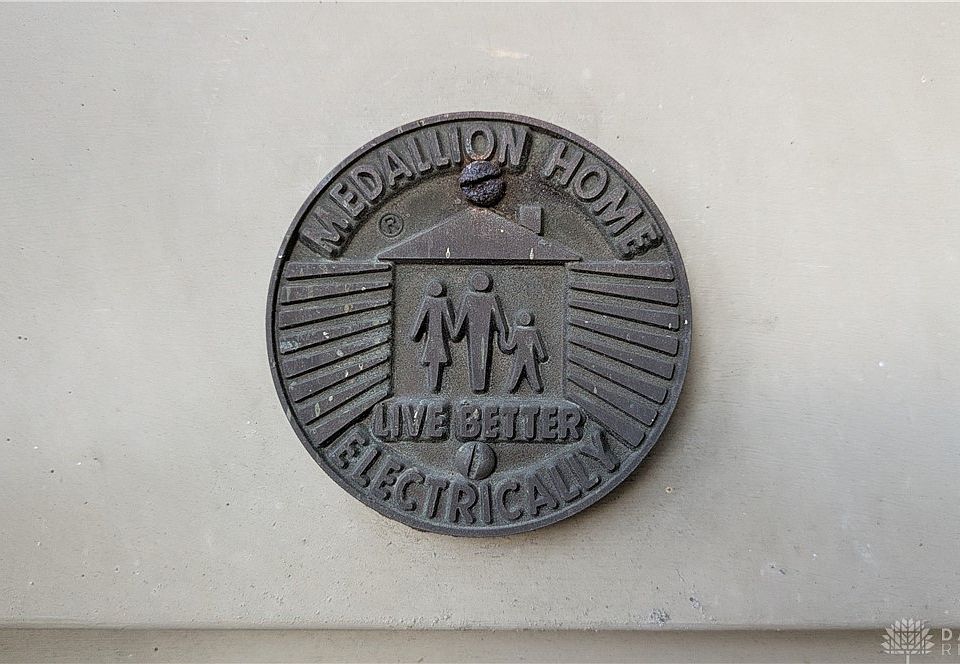 MEDALLION HOME
®
LIVE BETTER
ELECTRICALLY